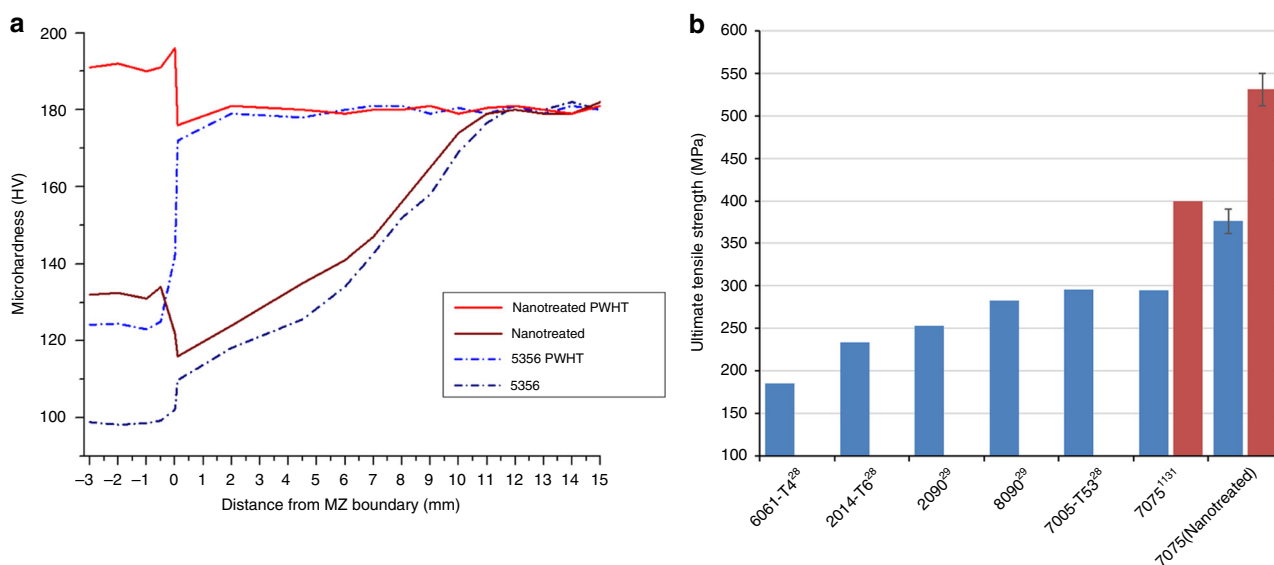 a
Microhardness (HV)
200
180
160
140
120
100
–3 –2 –1 0 1 2 3 4 5 6 7 8 9 10 11 12 13 14 15
Distance from MZ boundary (mm)
Nanotreated PWHT
Nanotreated
5356 PWHT
5356
b
Ultimate tensile strength (MPa)
600
550
500
450
400
350
300
250
200
150
100
6061-T4²⁸
2014-T6²⁸
2090²⁹
8090²⁹
7005-T53²⁸
7075¹¹³¹
7075(Nanotreated)